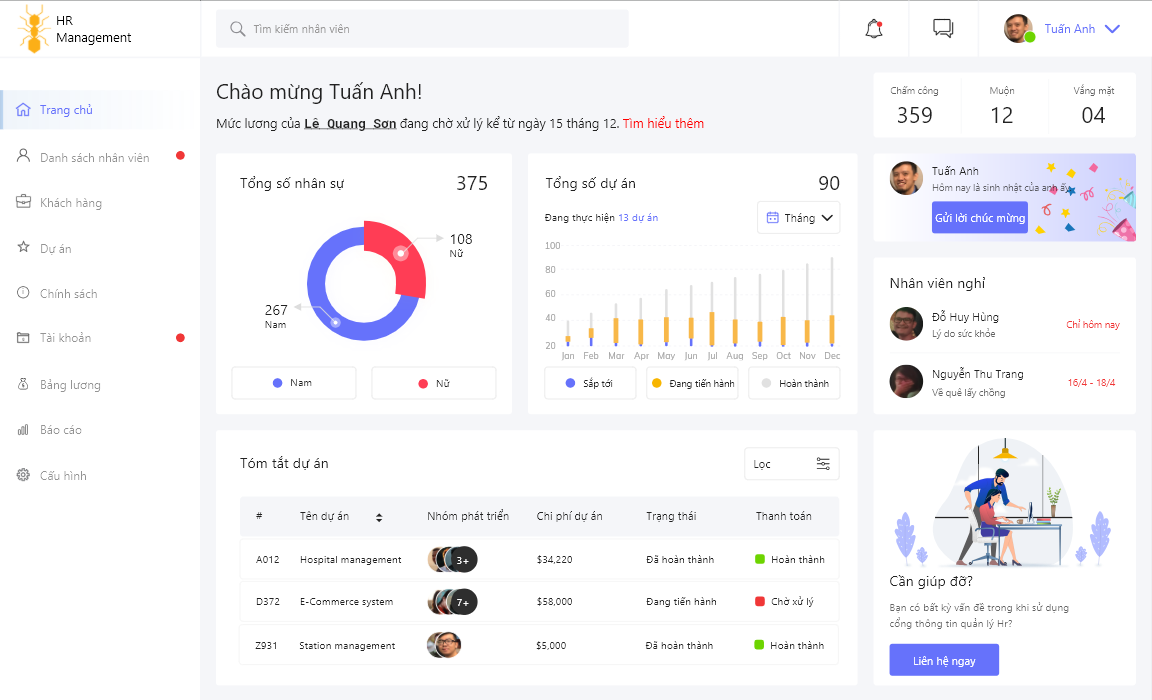 HR
Management
Tìm kiếm nhân viên
Tuấn Anh
Trang chủ
Danh sách nhân viên
Khách hàng
Dự án
Chính sách
Tài khoản
Bảng lương
Báo cáo
Cấu hình
Chào mừng Tuấn Anh!
Mức lương của Lê Quang Sơn đang chờ xử lý kể từ ngày 15 tháng 12. Tìm hiểu thêm
Chấm công
Muộn
Vắng mặt
359
12
04
Tổng số nhân sự
375
108
Nữ
267
Nam
Nam
Nữ
Tổng số dự án
90
Đang thực hiện 13 dự án
Tháng
100
80
60
40
20
Jan Feb Mar Apr May Jun Jul Aug Sep Oct Nov Dec
Sắp tới
Đang tiến hành
Hoàn thành
Tuấn Anh
Hôm nay là sinh nhật của anh ấy
Gửi lời chúc mừng
Nhân viên nghỉ
Đỗ Huy Hùng
Lý do sức khỏe
Chỉ hôm nay
Nguyễn Thu Trang
Về quê lấy chồng
16/4 - 18/4
Tóm tắt dự án
Lọc
# Tên dự án Nhóm phát triển Chi phí dự án Trạng thái Thanh toán
A012 Hospital management 3+ $34,220 Đã hoàn thành Hoàn thành
D372 E-Commerce system 7+ $58,000 Đang tiến hành Chờ xử lý
Z931 Station management $5,000 Đã hoàn thành Hoàn thành
Cần giúp đỡ?
Bạn có bất kỳ vấn đề trong khi sử dụng
cổng thông tin quản lý Hr?
Liên hệ ngay